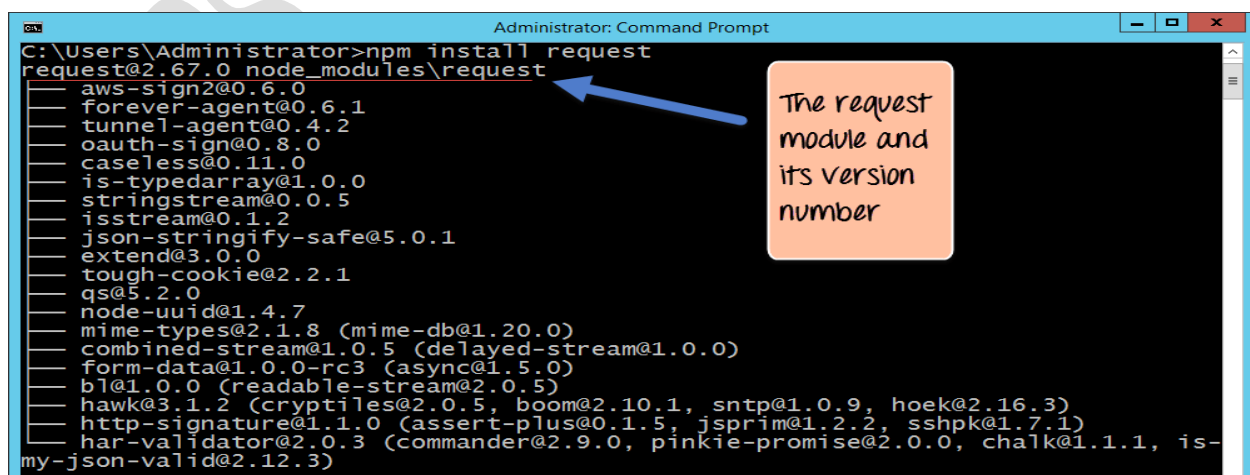 Administrator: Command Prompt
C:\Users\Administrator>npm install request
request@2.67.0 node_modules\request
aws-sign2@0.6.0
forever-agent@0.6.1
tunnel-agent@0.4.2
oauth-sign@0.8.0
caseless@0.11.0
is-typedarray@1.0.0
stringstream@0.0.5
isstream@0.1.2
json-stringify-safe@5.0.1
extend@3.0.0
tough-cookie@2.2.1
qs@5.2.0
node-uuid@1.4.7
mime-types@2.1.8 (mime-db@1.20.0)
combined-stream@1.0.5 (delayed-stream@1.0.0)
form-data@1.0.0-rc3 (async@1.5.0)
bl@1.0.0 (readable-stream@2.0.5)
hawk@3.1.2 (cryptiles@2.0.5, boom@2.10.1, sntp@1.0.9, hoek@2.16.3)
http-signature@1.1.0 (assert-plus@0.1.5, jsprim@1.2.2, sshpk@1.7.1)
har-validator@2.0.3 (commander@2.9.0, pinkie-promise@2.0.0, chalk@1.1.1, is-
my-json-valid@2.12.3)
The request
module and
its version
number